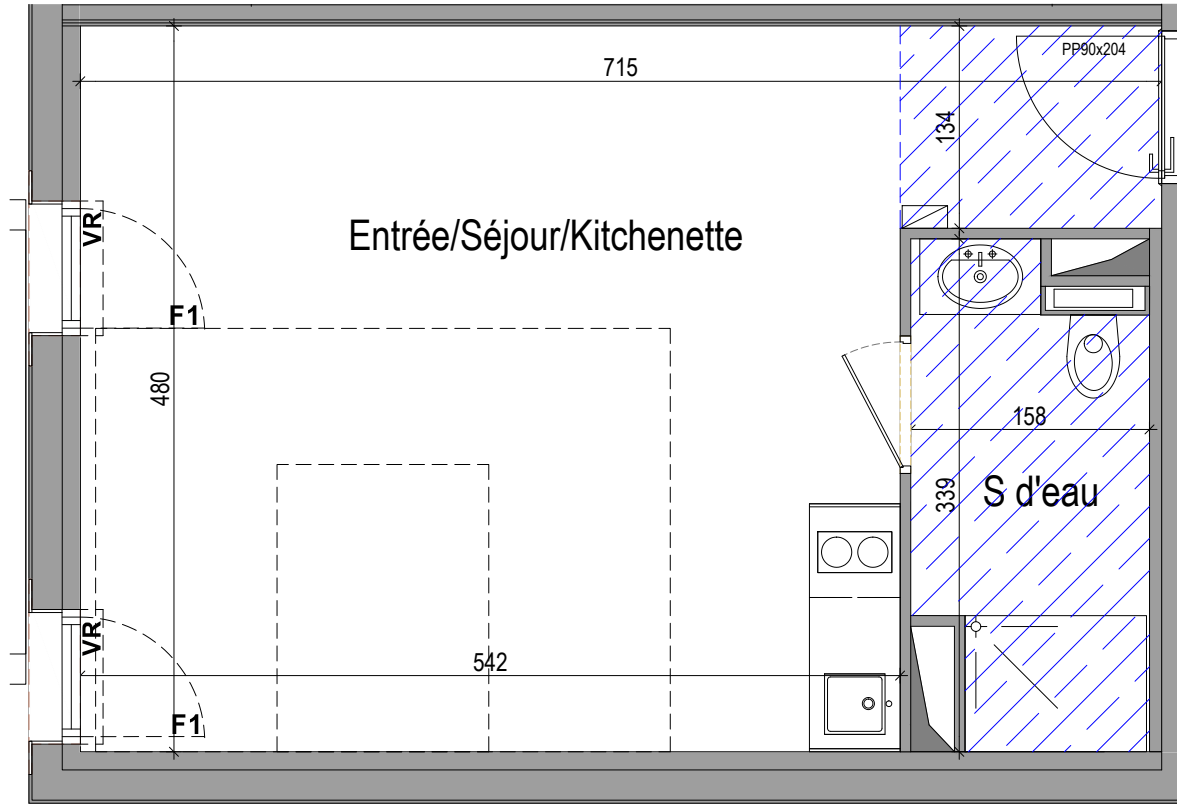 PP90x204
715
134
VR
Entrée/Séjour/Kitchenette
F1
480
158
339
S d'eau
VR
542
F1